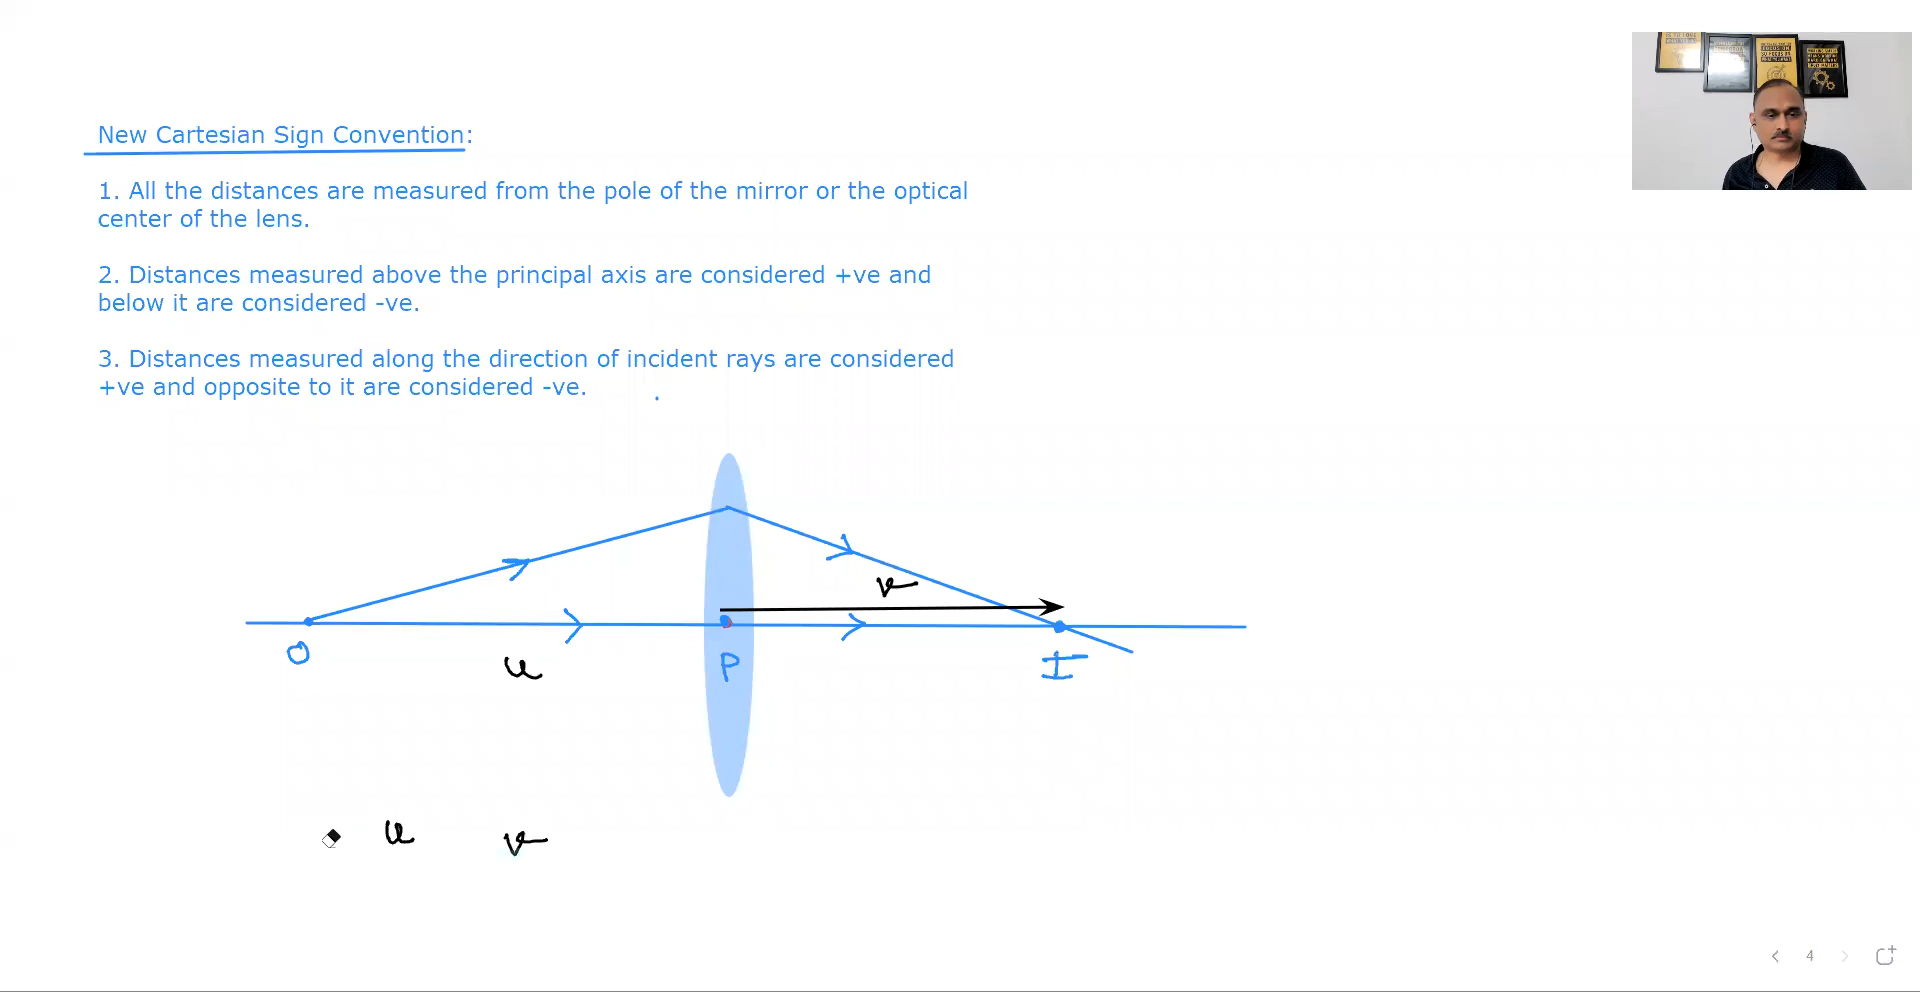 New Cartesian Sign Convention:
1. All the distances are measured from the pole of the mirror or the optical
center of the lens.
2. Distances measured above the principal axis are considered +ve and
below it are considered -ve.
3. Distances measured along the direction of incident rays are considered
+ve and opposite to it are considered -ve.
v
O
u
P
I
u v
4